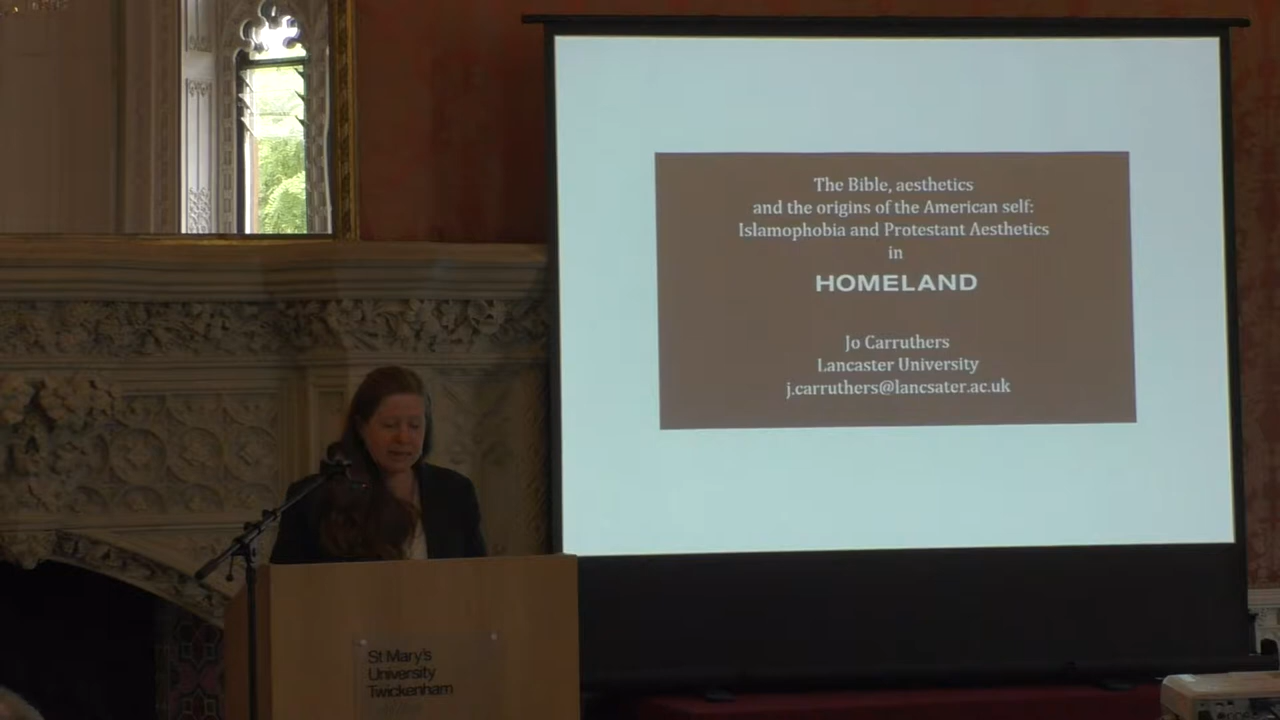 The Bible, aesthetics
and the origins of the American self:
Islamophobia and Protestant Aesthetics
in
HOMELAND
Jo Carruthers
Lancaster University
j.carruthers@lancsater.ac.uk
St Mary's
University
Twickenham